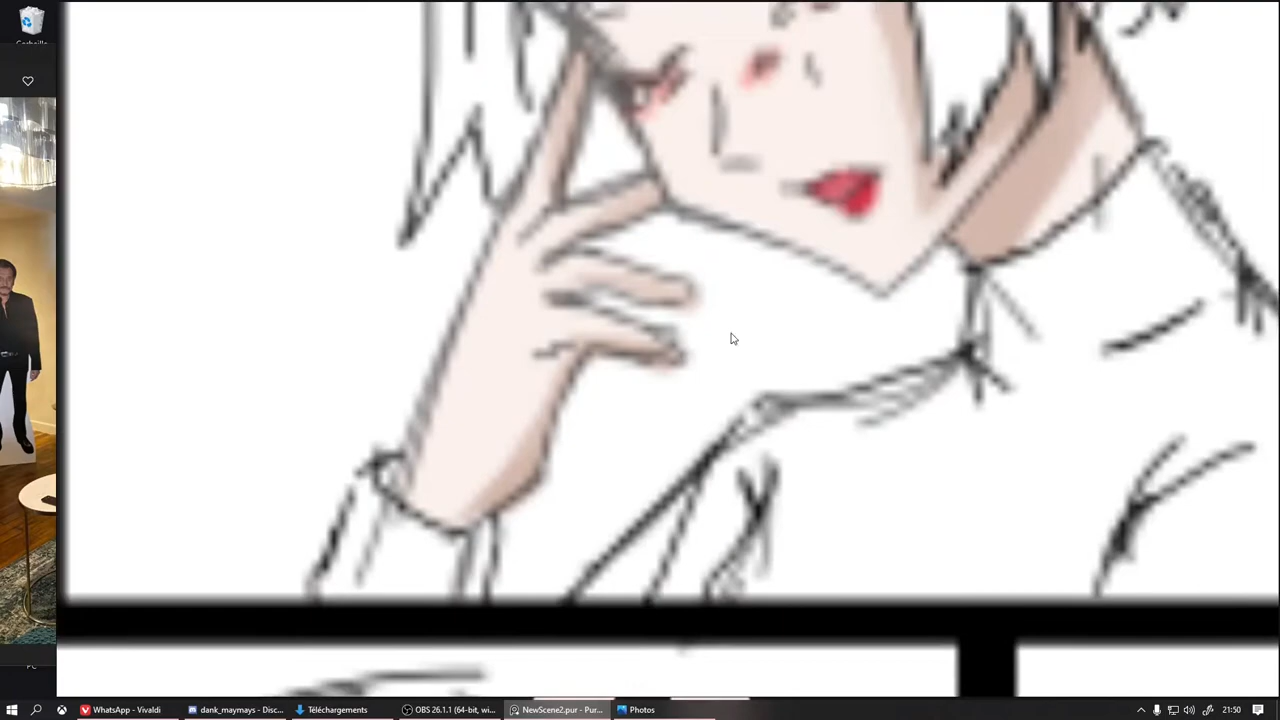 Corbeille
PC
WhatsApp - Vivaldi
dank_maymays - Disc...
Téléchargements
OBS 26.1.1 (64-bit, wi...
NewScene2.pur - Pur...
Photos
21:50